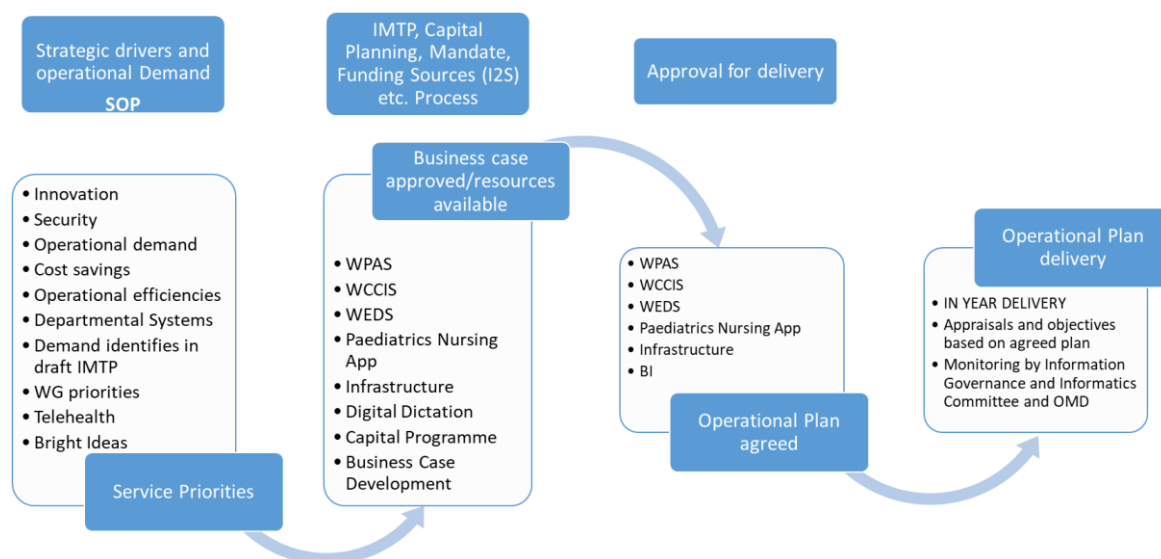 Strategic drivers and
operational Demand
SOP
IMTP, Capital
Planning, Mandate,
Funding Sources (I2S)
etc. Process
Approval for delivery
• Innovation
• Security
• Operational demand
• Cost savings
• Operational efficiencies
• Departmental Systems
• Demand identifies in
draft IMTP
• WG priorities
• Telehealth
• Bright Ideas
Service Priorities
Business case
approved/resources
available
• WPAS
• WCCIS
• WEDS
• Paediatrics Nursing
App
• Infrastructure
• Digital Dictation
• Capital Programme
• Business Case
Development
• WPAS
• WCCIS
• WEDS
• Paediatrics Nursing App
• Infrastructure
• BI
Operational Plan
agreed
Operational Plan
delivery
• IN YEAR DELIVERY
• Appraisals and objectives
based on agreed plan
• Monitoring by Information
Governance and Informatics
Committee and OMD